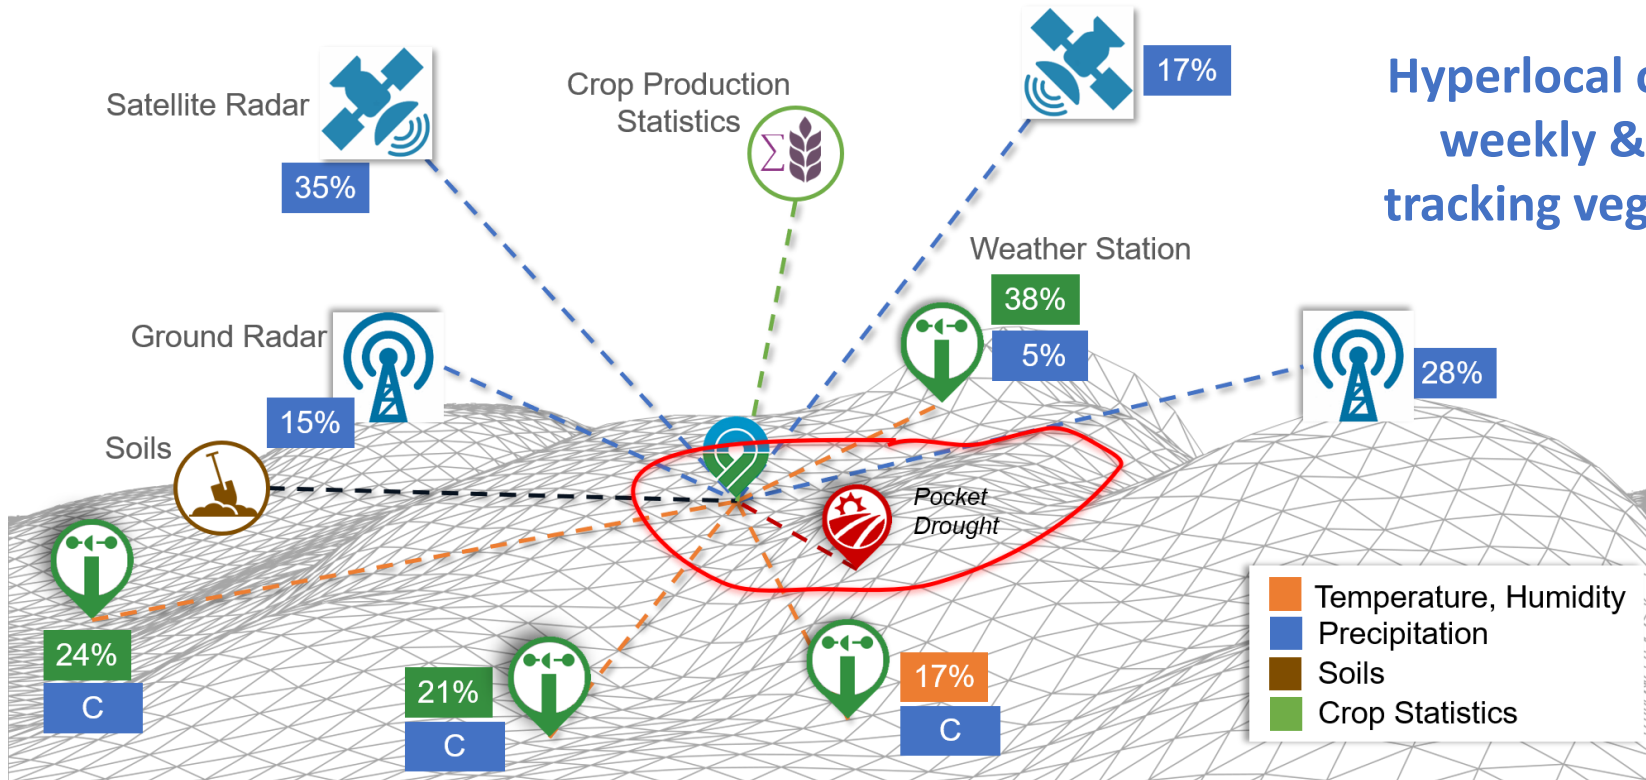 Satellite Radar
35%
Crop Production
Statistics
∑
17%
Hyperlocal
weekly &
tracking
Weather Station
38%
5%
Ground Radar
15%
28%
Soils
Pocket
Drought
24%
C
21%
C
17%
C
Temperature, Humidity
Precipitation
Soils
Crop Statistics